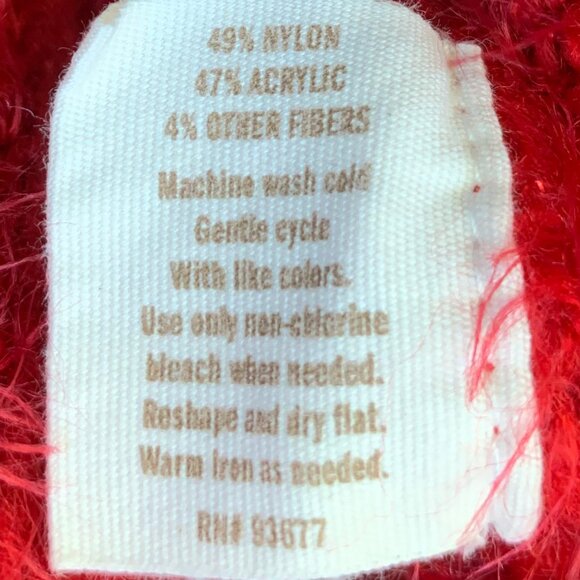 49% NYLON
47% ACRYLIC
4% OTHER FIBERS
Machine wash cold
Gentle cycle
With like colors.
Use only non-chlorine
bleach when needed.
Reshape and dry flat.
Warm iron as needed.
RN# 93677